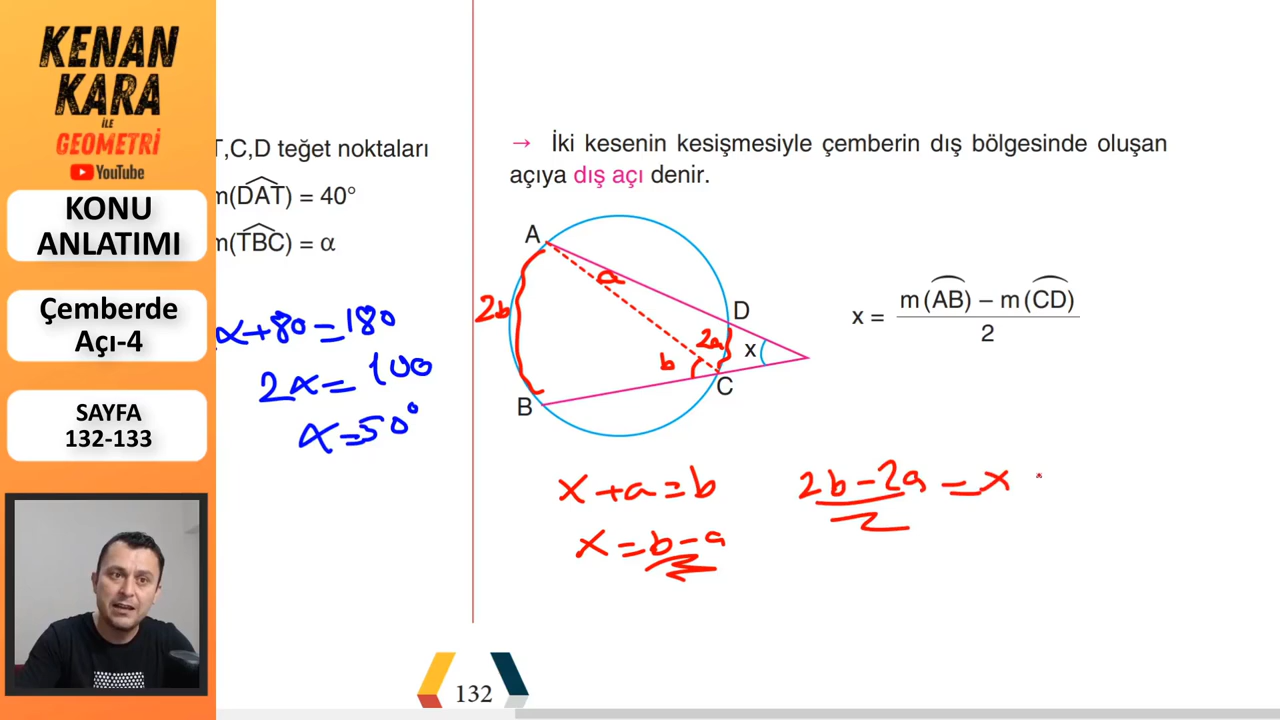 KENAN
KARA
İLE
GEOMETRİ
YouTube
KONU
ANLATIMI
Çemberde
Açı-4
SAYFA
132-133
T,C,D teğet noktaları
m(DAT) = 40°
m(TBC) = α
α+80=180
2α=100
α=50°
→ İki kesenin kesişmesiyle çemberin dış bölgesinde oluşan
açıya dış açı denir.
A
a
2b
D
2a
x
b
C
B
x = m(AB) − m(CD)
2
x+a=b
x=b-a
2b-2a=x
2
132